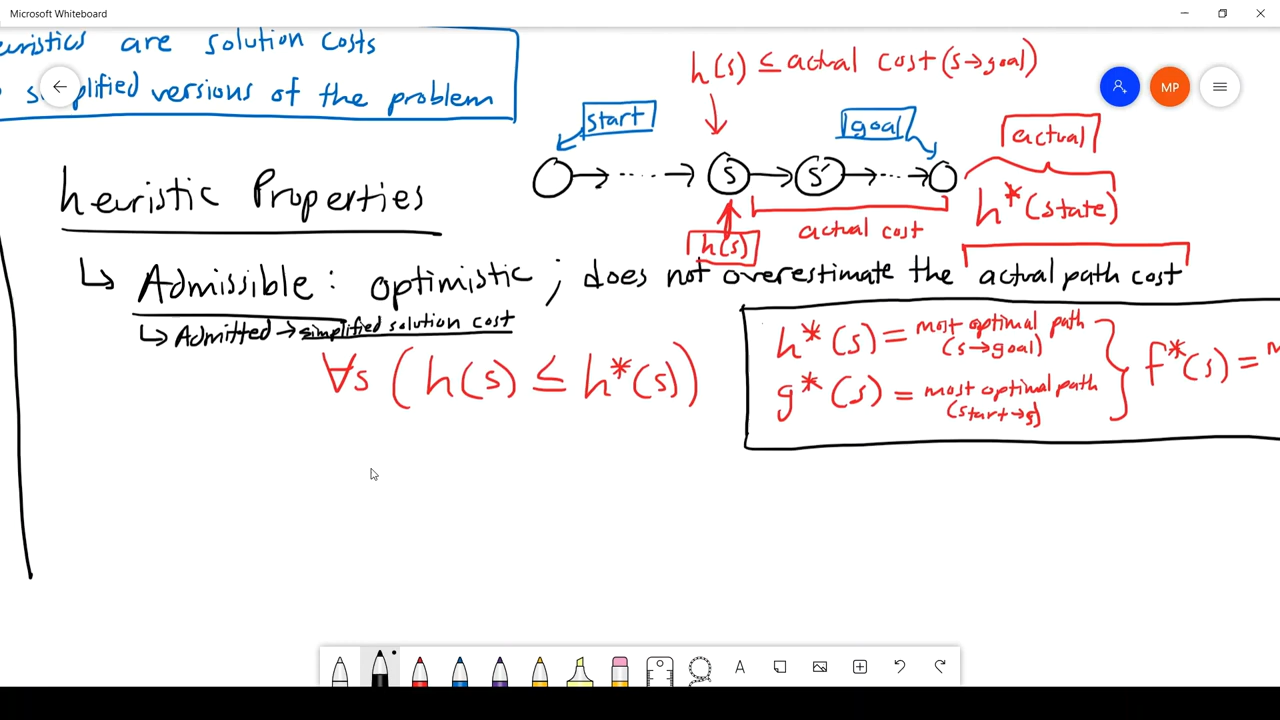 Microsoft Whiteboard
euristics are solution costs
simplified versions of the problem
h(s) ≤ actual cost (s→goal)
MP
start
goal
actual
s
s'
h*(state)
heuristic Properties
h(s)
actual cost
↳ Admissible: optimistic; does not overestimate the actual path cost
↳ Admitted → simplified solution cost
∀s (h(s) ≤ h*(s))
h*(s) = most optimal path (s→goal)
g*(s) = most optimal path (start→s)
f*(s) =
A